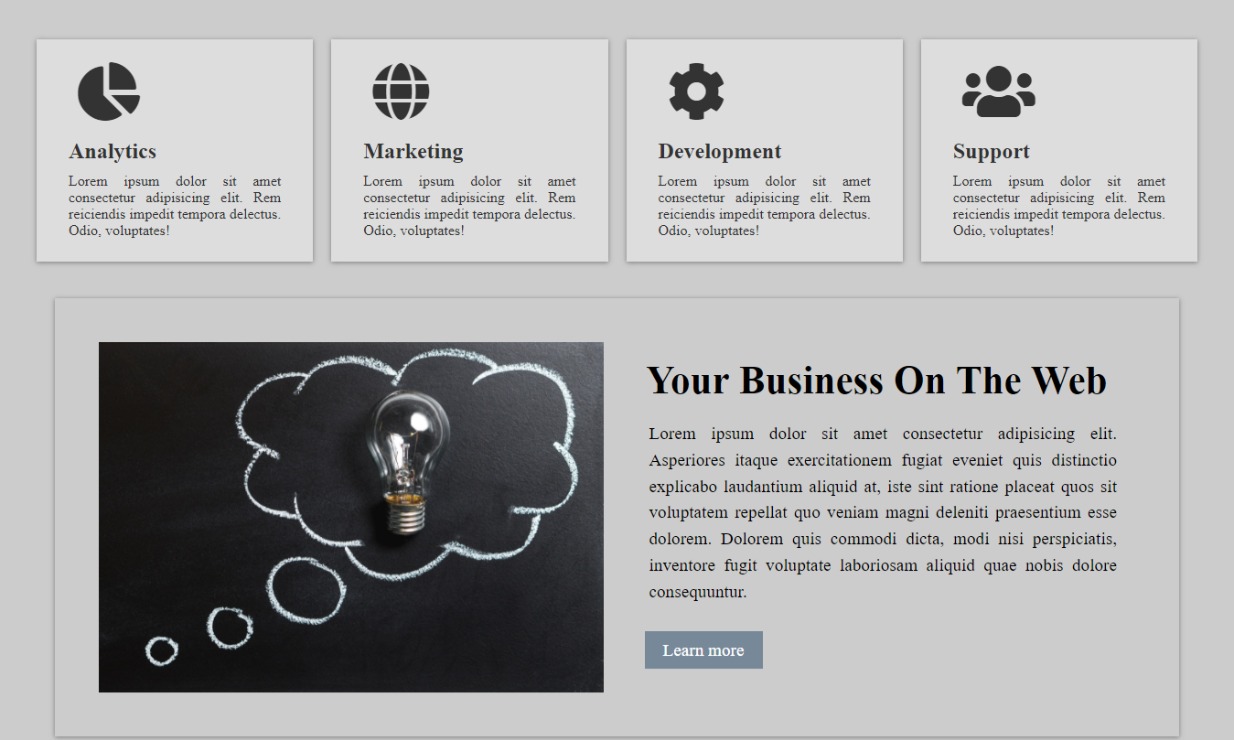 Analytics
Lorem ipsum dolor sit amet
consectetur adipisicing elit. Rem
reiciendis impedit tempora delectus.
Odio, voluptates!
Marketing
Lorem ipsum dolor sit amet
consectetur adipisicing elit. Rem
reiciendis impedit tempora delectus.
Odio, voluptates!
Development
Lorem ipsum dolor sit amet
consectetur adipisicing elit. Rem
reiciendis impedit tempora delectus.
Odio, voluptates!
Support
Lorem ipsum dolor sit amet
consectetur adipisicing elit. Rem
reiciendis impedit tempora delectus.
Odio, voluptates!
Your Business On The Web
Lorem ipsum dolor sit amet consectetur adipisicing elit.
Asperiores itaque exercitationem fugiat eveniet quis distinctio
explicabo laudantium aliquid at, iste sint ratione placeat quos sit
voluptatem repellat quo veniam magni deleniti praesentium esse
dolorem. Dolorem quis commodi dicta, modi nisi perspiciatis,
inventore fugit voluptate laboriosam aliquid quae nobis dolore
consequuntur.
Learn more